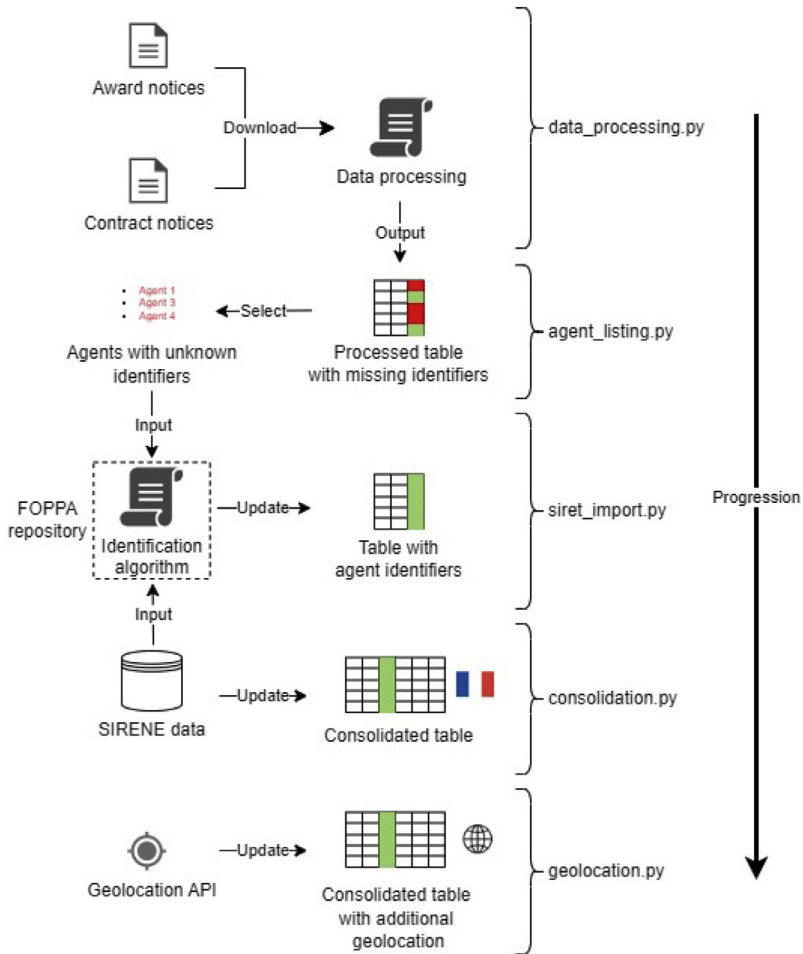 Award notices
Download
Contract notices
Data processing
data_processing.py
Output
Agent 1
Agent 3
Agent 4
Select
Agents with unknown
identifiers
Processed table
with missing identifiers
agent_listing.py
Input
FOPPA
repository
Identification
algorithm
Update
Table with
agent identifiers
siret_import.py
Progression
Input
SIRENE data
Update
Consolidated table
consolidation.py
Geolocation API
Update
Consolidated table
with additional
geolocation
geolocation.py